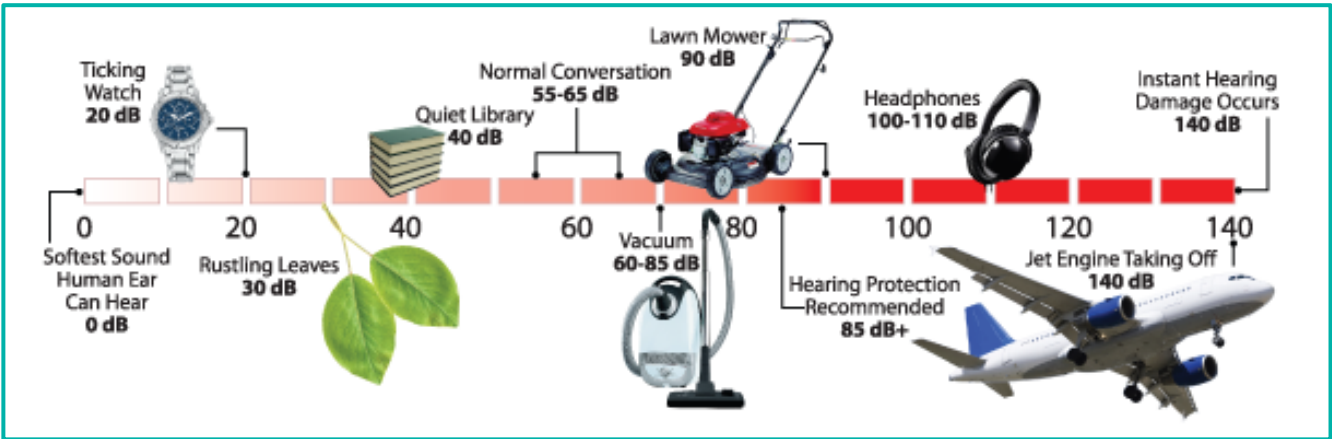 Ticking
Watch
20 dB
Quiet Library
40 dB
Normal Conversation
55-65 dB
Lawn Mower
90 dB
Headphones
100-110 dB
Instant Hearing
Damage Occurs
140 dB
0 20 40 60 80 100 120 140
Softest Sound
Human Ear
Can Hear
0 dB
Rustling Leaves
30 dB
Vacuum
60-85 dB
Hearing Protection
Recommended
85 dB+
Jet Engine Taking Off
140 dB